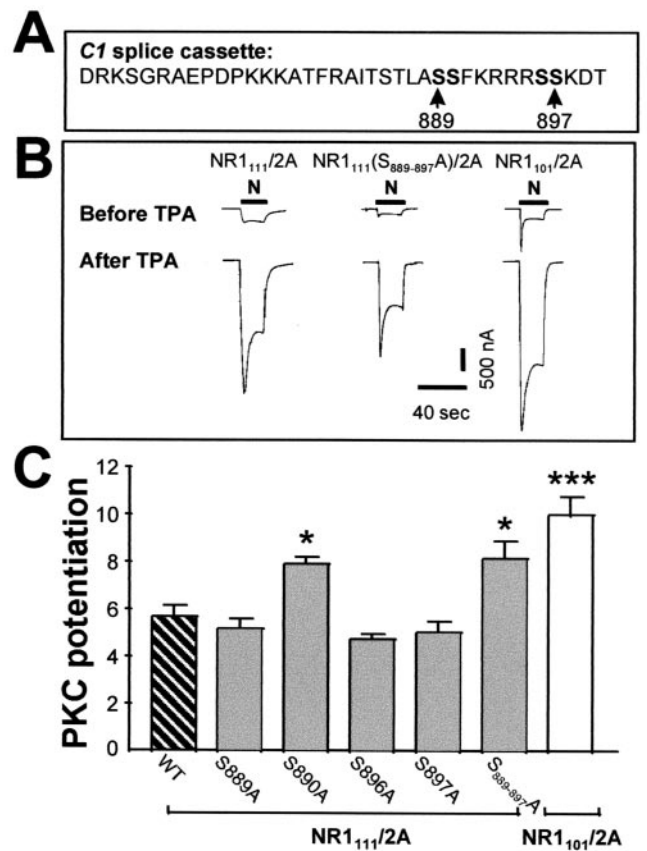 A
C1 splice cassette:
DRKSGRAEPDPKKKATFRAITSTLASSFKRRRSSKDT
889 897
B
NR1111/2A NR1111(S889-897A)/2A NR1101/2A
N N N
Before TPA
After TPA
500 nA
40 sec
C
PKC potentiation
12
10
8
6
4
2
0
* * ***
WT S889A S890A S896A S897A S889-897A
NR1111/2A NR1101/2A